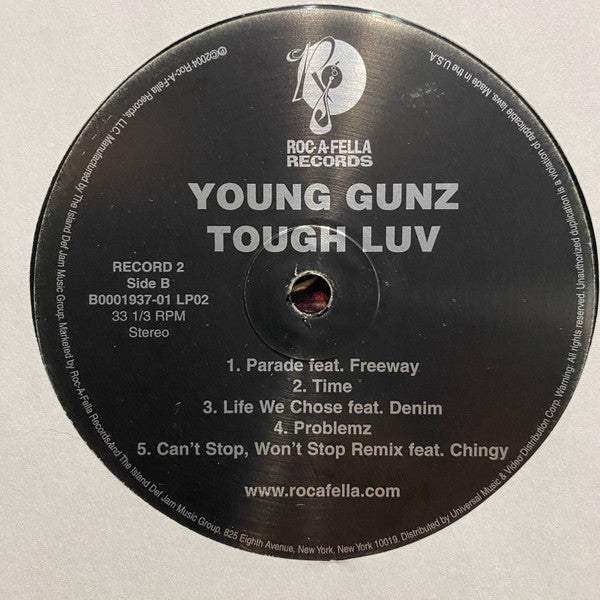 ROC-A-FELLA
RECORDS
YOUNG GUNZ
TOUGH LUV
RECORD 2
Side B
B0001937-01 LP02
33 1/3 RPM
Stereo
1. Parade feat. Freeway
2. Time
3. Life We Chose feat. Denim
4. Problemz
5. Can't Stop, Won't Stop Remix feat. Chingy
www.rocafella.com
℗©2004 Roc-A-Fella Records, LLC. Manufactured by The Island Def Jam Music Group. Marketed by Roc-A-Fella Records And The Island Def Jam Music Group, 825 Eighth Avenue, New York, New York 10019. Distributed by Universal Music & Video Distribution Corp. Warning: All rights reserved. Unauthorized duplication is a violation of applicable laws. Made in the U.S.A.